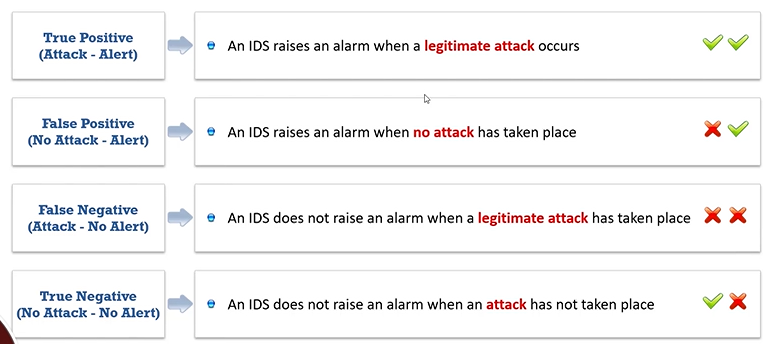 True Positive
(Attack - Alert)
An IDS raises an alarm when a legitimate attack occurs
False Positive
(No Attack - Alert)
An IDS raises an alarm when no attack has taken place
False Negative
(Attack - No Alert)
An IDS does not raise an alarm when a legitimate attack has taken place
True Negative
(No Attack - No Alert)
An IDS does not raise an alarm when an attack has not taken place